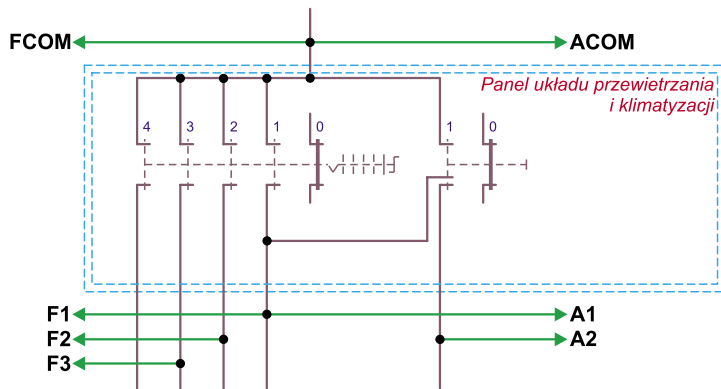 FCOM ACOM
Panel układu przewietrzania
i klimatyzacji
4 3 2 1 0 1 0
F1 A1
F2 A2
F3